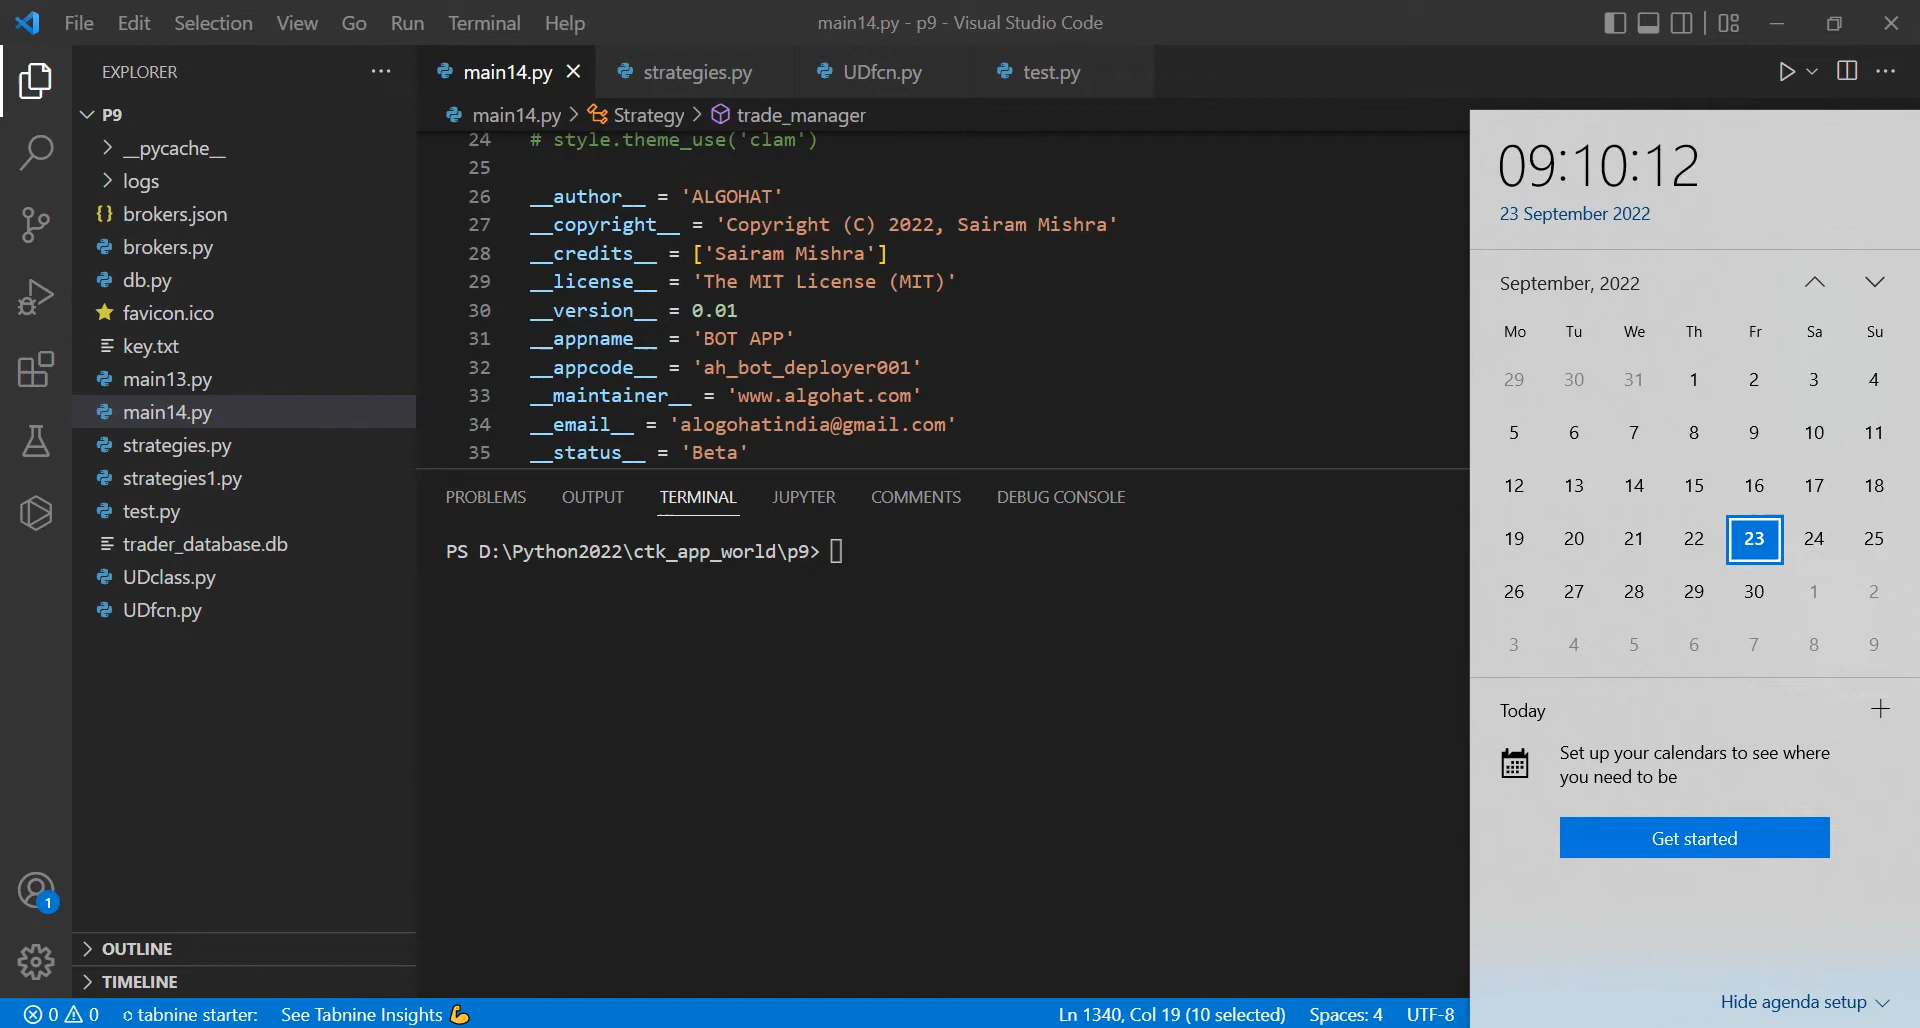 File Edit Selection View Go Run Terminal Help
main14.py - p9 - Visual Studio Code
EXPLORER
P9
__pycache__
logs
brokers.json
brokers.py
db.py
favicon.ico
key.txt
main13.py
main14.py
strategies.py
strategies1.py
test.py
trader_database.db
UDclass.py
UDfcn.py
OUTLINE
TIMELINE
main14.py strategies.py UDfcn.py test.py
main14.py > Strategy > trade_manager
24 # style.theme_use('clam')
25
26 __author__ = 'ALGOHAT'
27 __copyright__ = 'Copyright (C) 2022, Sairam Mishra'
28 __credits__ = ['Sairam Mishra']
29 __license__ = 'The MIT License (MIT)'
30 __version__ = 0.01
31 __appname__ = 'BOT APP'
32 __appcode__ = 'ah_bot_deployer001'
33 __maintainer__ = 'www.algohat.com'
34 __email__ = 'alogohatindia@gmail.com'
35 __status__ = 'Beta'
PROBLEMS OUTPUT TERMINAL JUPYTER COMMENTS DEBUG CONSOLE
PS D:\Python2022\ctk_app_world\p9>
09:10:12
23 September 2022
September, 2022
Mo Tu We Th Fr Sa Su
29 30 31 1 2 3 4
5 6 7 8 9 10 11
12 13 14 15 16 17 18
19 20 21 22 23 24 25
26 27 28 29 30 1 2
3 4 5 6 7 8 9
Today
Set up your calendars to see where
you need to be
Get started
Hide agenda setup
1
0 0 tabnine starter: See Tabnine Insights 💪 Ln 1340, Col 19 (10 selected) Spaces: 4 UTF-8